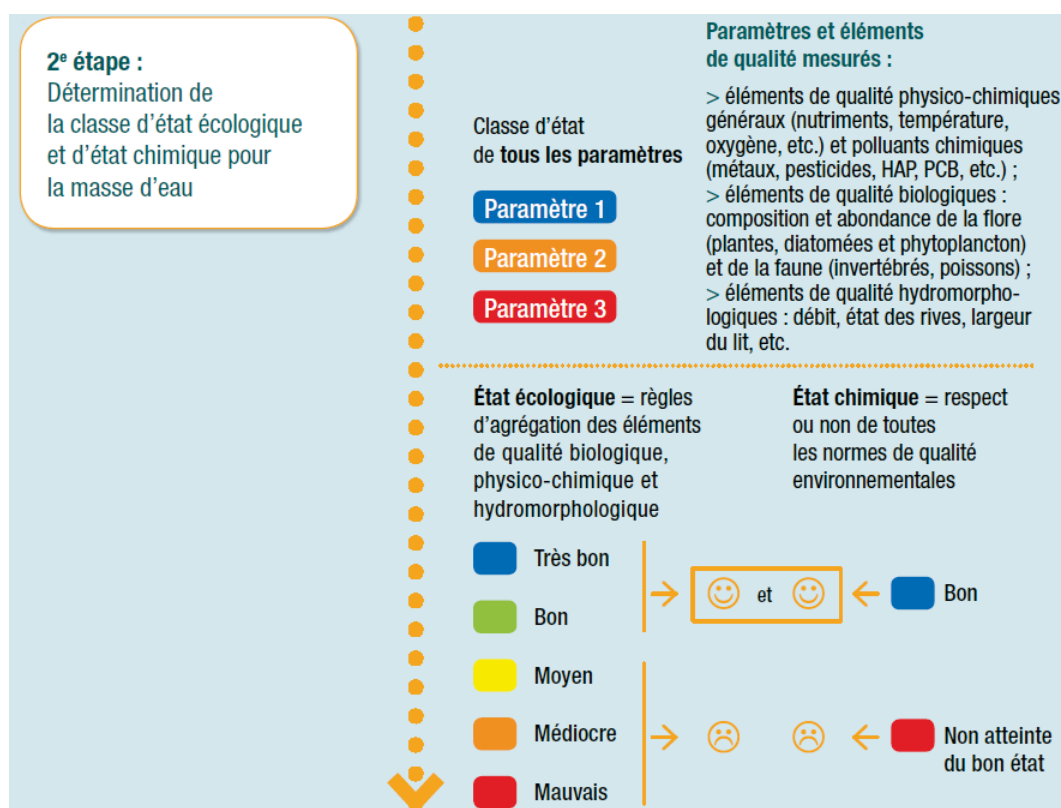 2e étape :
Détermination de
la classe d'état écologique
et d'état chimique pour
la masse d'eau
Classe d'état
de tous les paramètres
Paramètre 1
Paramètre 2
Paramètre 3
Paramètres et éléments
de qualité mesurés :
> éléments de qualité physico-chimiques
généraux (nutriments, température,
oxygène, etc.) et polluants chimiques
(métaux, pesticides, HAP, PCB, etc.) ;
> éléments de qualité biologiques :
composition et abondance de la flore
(plantes, diatomées et phytoplancton)
et de la faune (invertébrés, poissons) ;
> éléments de qualité hydromorpho-
logiques : débit, état des rives, largeur
du lit, etc.
État écologique = règles
d'agrégation des éléments
de qualité biologique,
physico-chimique et
hydromorphologique
État chimique = respect
ou non de toutes
les normes de qualité
environnementales
Très bon
Bon
Moyen
Médiocre
Mauvais
et
Bon
Non atteinte
du bon état